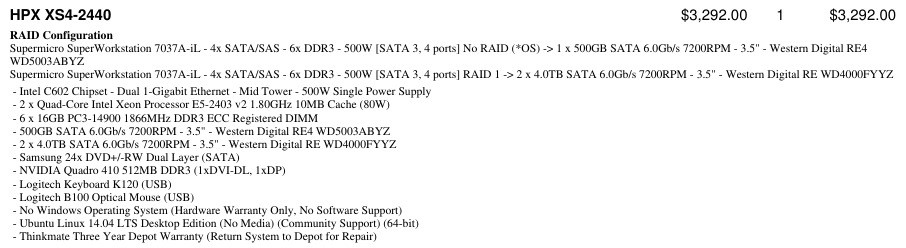 HPX XS4-2440 $3,292.00 1 $3,292.00
RAID Configuration
Supermicro SuperWorkstation 7037A-iL - 4x SATA/SAS - 6x DDR3 - 500W [SATA 3, 4 ports] No RAID (*OS) -> 1 x 500GB SATA 6.0Gb/s 7200RPM - 3.5" - Western Digital RE4
WD5003ABYZ
Supermicro SuperWorkstation 7037A-iL - 4x SATA/SAS - 6x DDR3 - 500W [SATA 3, 4 ports] RAID 1 -> 2 x 4.0TB SATA 6.0Gb/s 7200RPM - 3.5" - Western Digital RE WD4000FYYZ
- Intel C602 Chipset - Dual 1-Gigabit Ethernet - Mid Tower - 500W Single Power Supply
- 2 x Quad-Core Intel Xeon Processor E5-2403 v2 1.80GHz 10MB Cache (80W)
- 6 x 16GB PC3-14900 1866MHz DDR3 ECC Registered DIMM
- 500GB SATA 6.0Gb/s 7200RPM - 3.5" - Western Digital RE4 WD5003ABYZ
- 2 x 4.0TB SATA 6.0Gb/s 7200RPM - 3.5" - Western Digital RE WD4000FYYZ
- Samsung 24x DVD+/-RW Dual Layer (SATA)
- NVIDIA Quadro 410 512MB DDR3 (1xDVI-DL, 1xDP)
- Logitech Keyboard K120 (USB)
- Logitech B100 Optical Mouse (USB)
- No Windows Operating System (Hardware Warranty Only, No Software Support)
- Ubuntu Linux 14.04 LTS Desktop Edition (No Media) (Community Support) (64-bit)
- Thinkmate Three Year Depot Warranty (Return System to Depot for Repair)